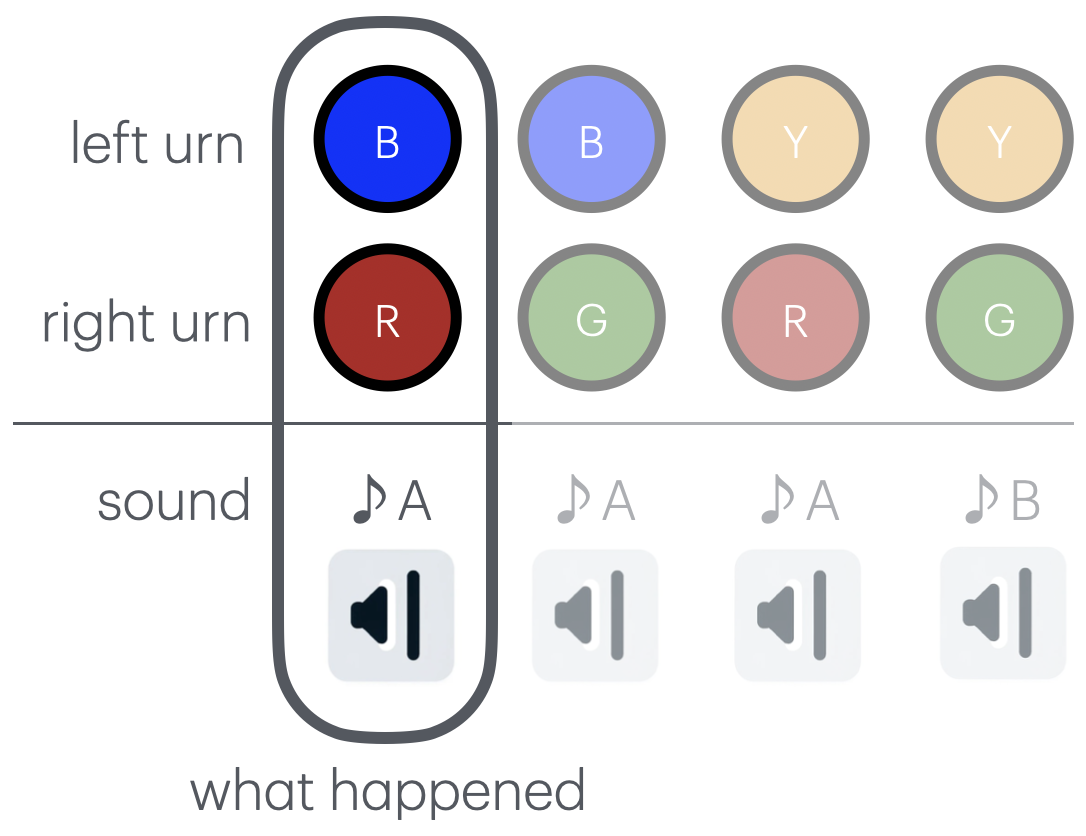 left urn B B Y Y
right urn R G R G
sound ♪A ♪A ♪A ♪B
what happened